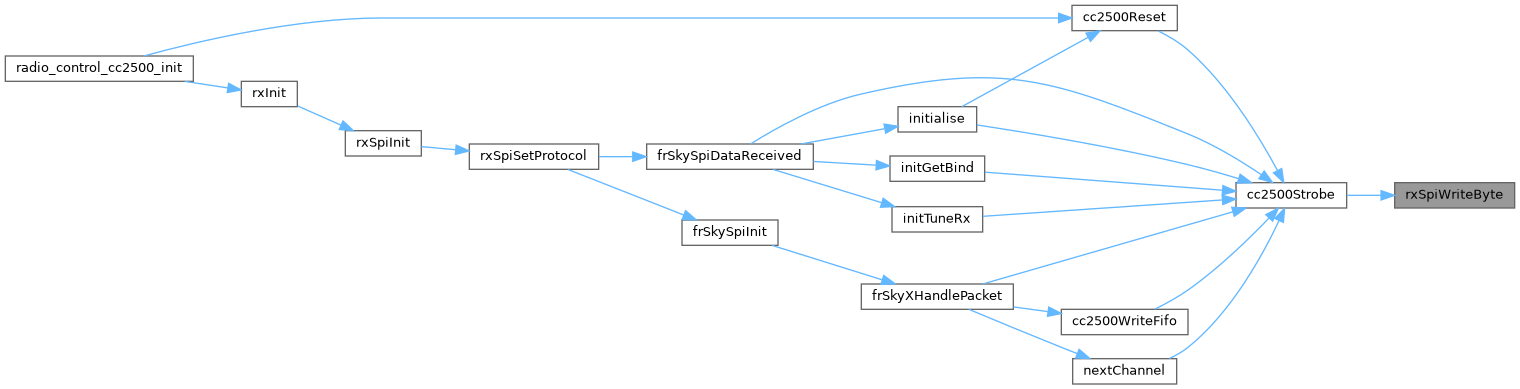 cc2500Reset
radio_control_cc2500_init
rxInit
initialise
rxSpiInit
rxSpiSetProtocol
frSkySpiDataReceived
initGetBind
cc2500Strobe
rxSpiWriteByte
initTuneRx
frSkySpiInit
frSkyXHandlePacket
cc2500WriteFifo
nextChannel